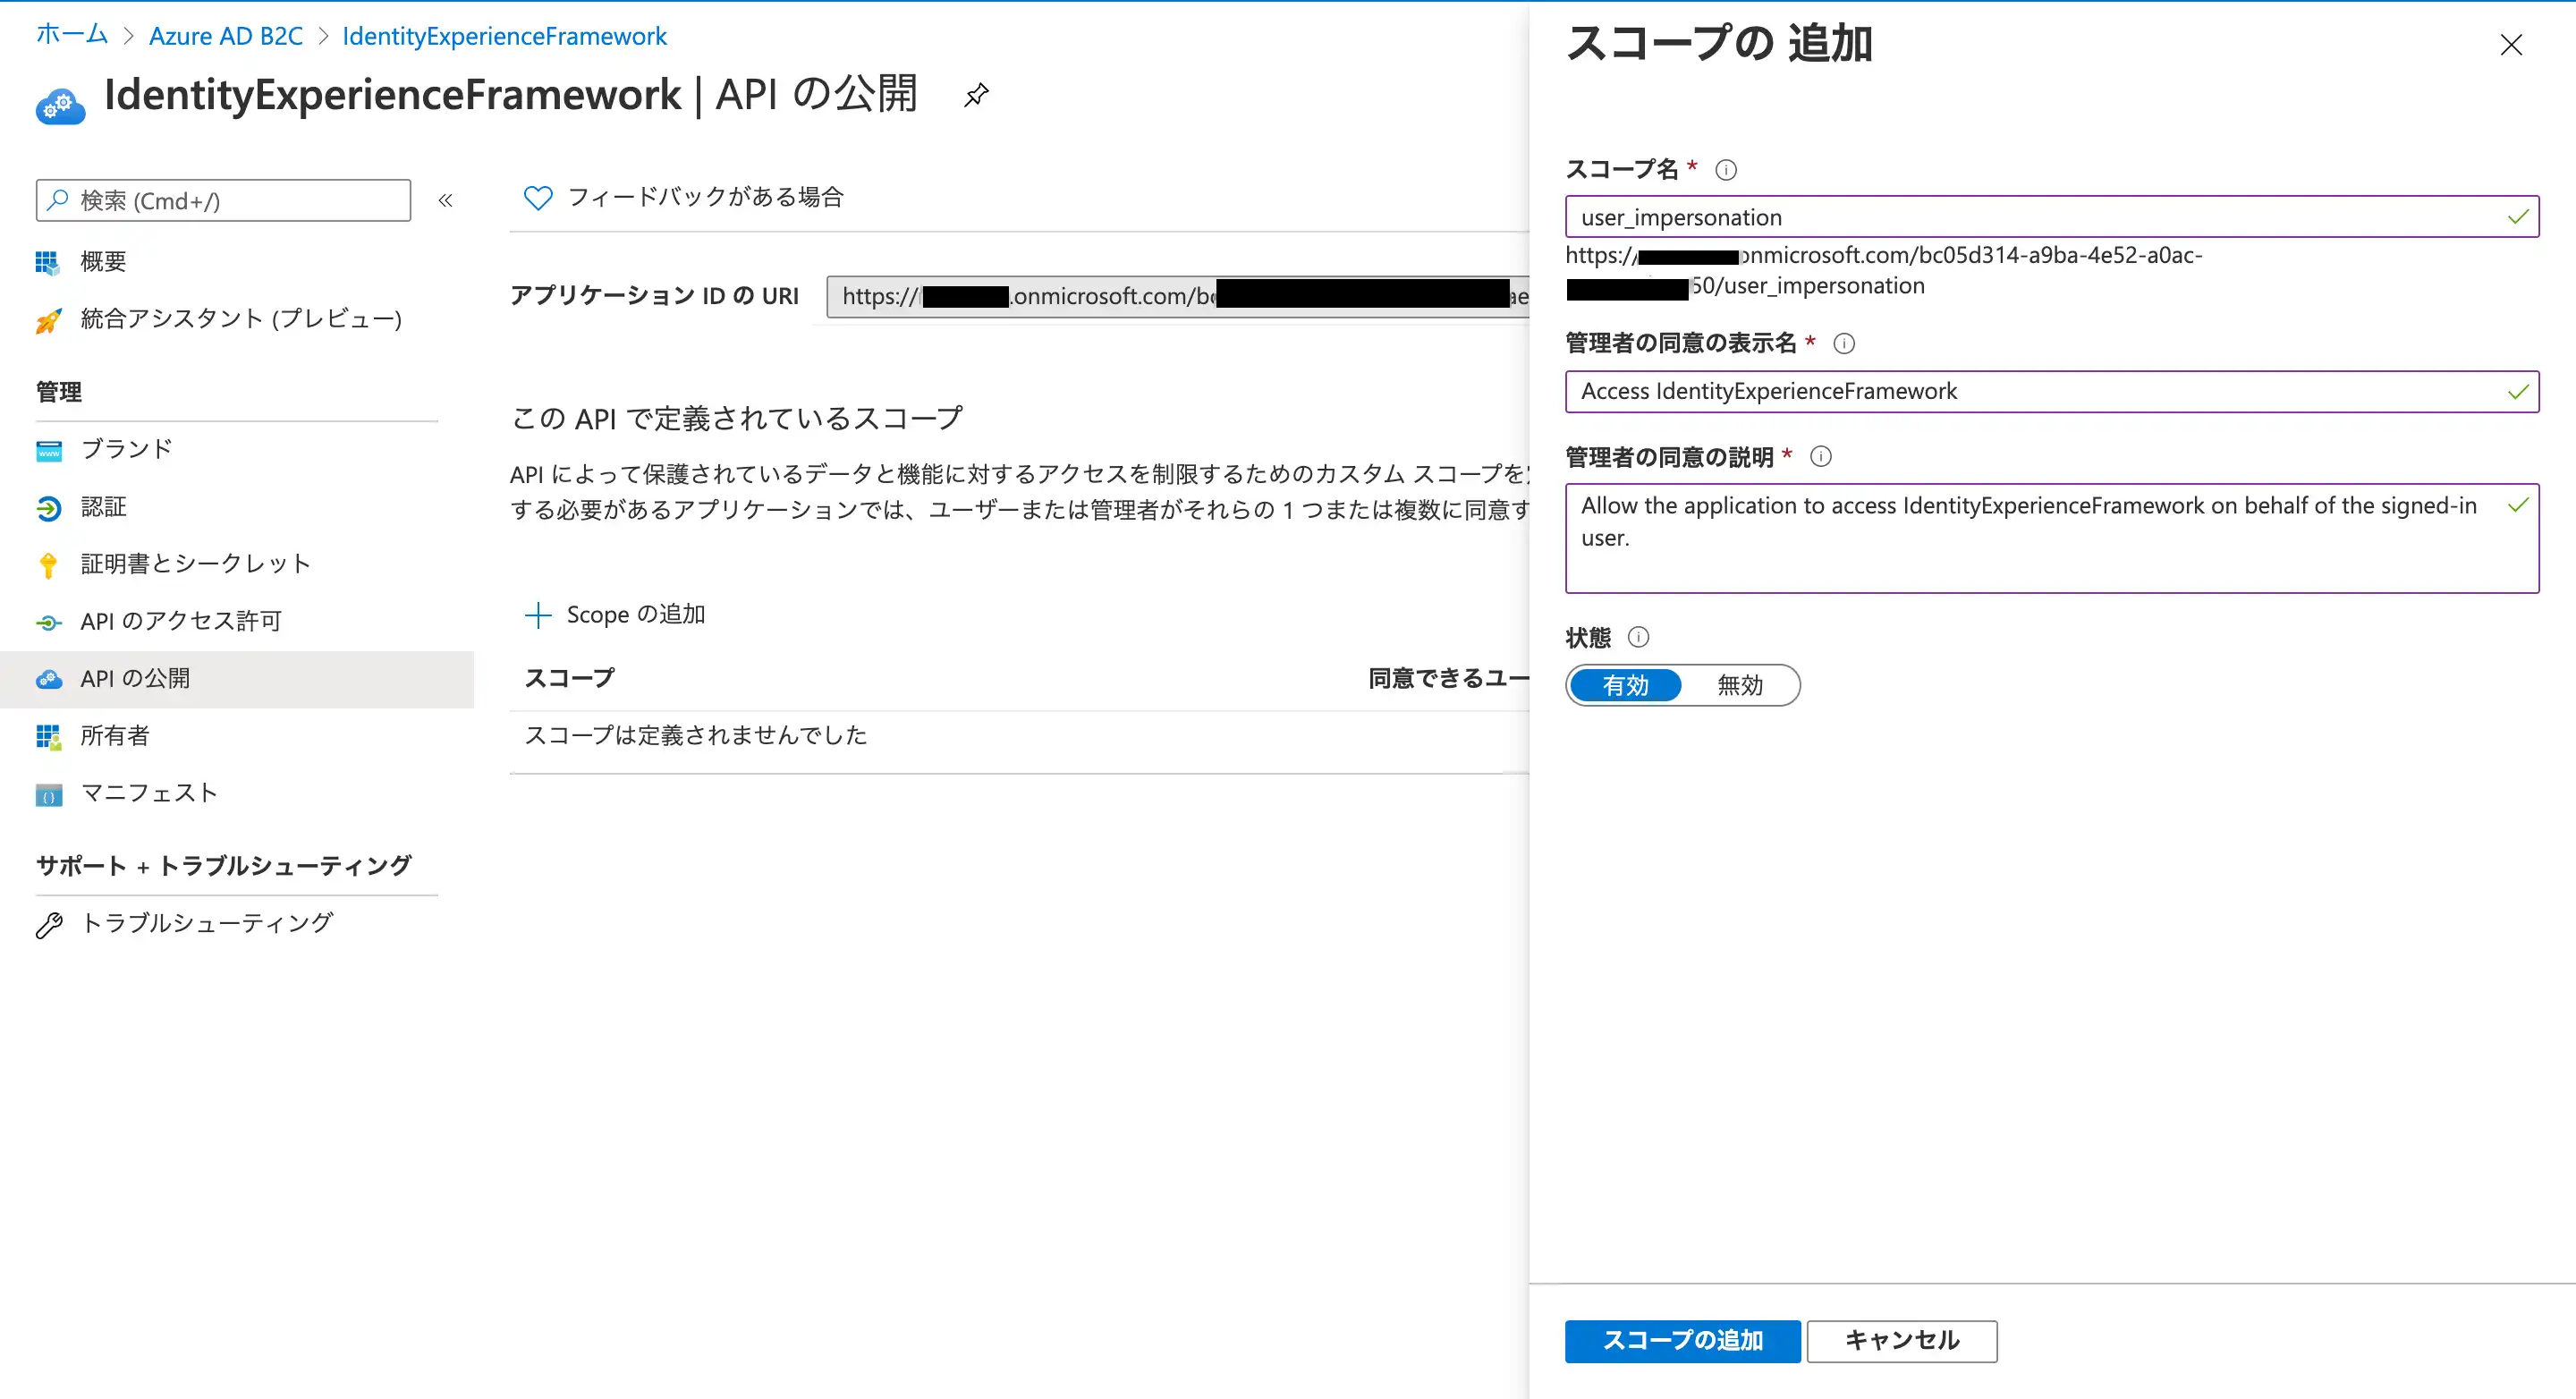 ホーム > Azure AD B2C > IdentityExperienceFramework
IdentityExperienceFramework | API の公開
検索 (Cmd+/)
概要
統合アシスタント (プレビュー)
管理
ブランド
認証
証明書とシークレット
API のアクセス許可
API の公開
所有者
マニフェスト
サポート + トラブルシューティング
トラブルシューティング
フィードバックがある場合
アプリケーション ID の URI
https://
.onmicrosoft.com/bc
ae
この API で定義されているスコープ
API によって保護されているデータと機能に対するアクセスを制限するためのカスタム スコープを
する必要があるアプリケーションでは、ユーザーまたは管理者がそれらの 1 つまたは複数に同意す
Scope の追加
スコープ 同意できるユー
スコープは定義されませんでした
スコープの 追加
スコープ名 *
user_impersonation
https:// onmicrosoft.com/bc05d314-a9ba-4e52-a0ac-
50/user_impersonation
管理者の同意の表示名 *
Access IdentityExperienceFramework
管理者の同意の説明 *
Allow the application to access IdentityExperienceFramework on behalf of the signed-in
user.
状態
有効 無効
スコープの追加 キャンセル